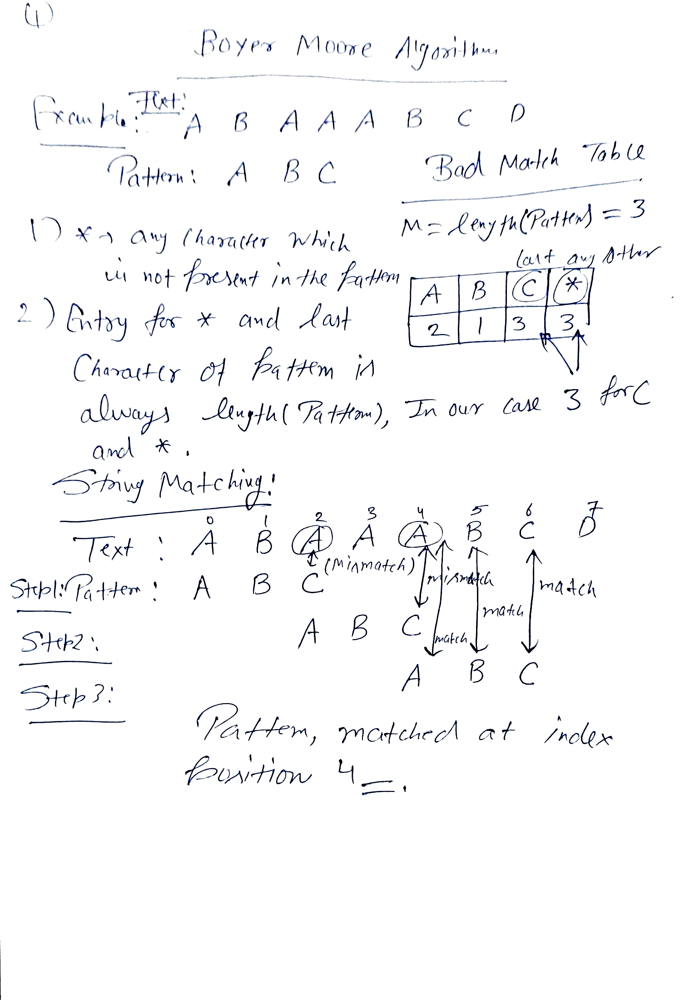 (1)
Boyer Moore Algorithm
Example: Text: A B A A A B C D
Pattern: A B C
Bad Match Table
M = length(Pattern) = 3
1) * → any character which
is not present in the pattern
last any other
A B C *
2 1 3 3
2) Entry for * and last
Character of pattern is
always length(Pattern), In our case 3 for C
and *.
String Matching:
0 1 2 3 4 5 6 7
Text: A B A A A B C D
(Mismatch) mismatch match match match
Step1: Pattern: A B C
Step2: A B C
Step3: A B C
Pattern, matched at index
position 4.